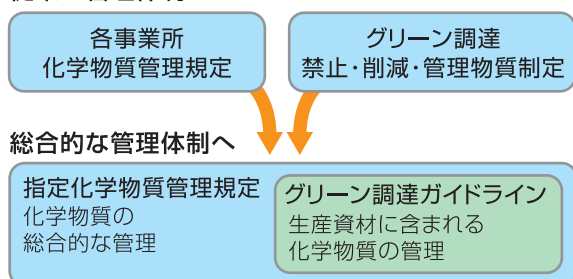 各事業所
化学物質管理規定
グリーン調達
禁止・削減・管理物質制定
総合的な管理体制へ
指定化学物質管理規定
化学物質の
総合的な管理
グリーン調達ガイドライン
生産資材に含まれる
化学物質の管理